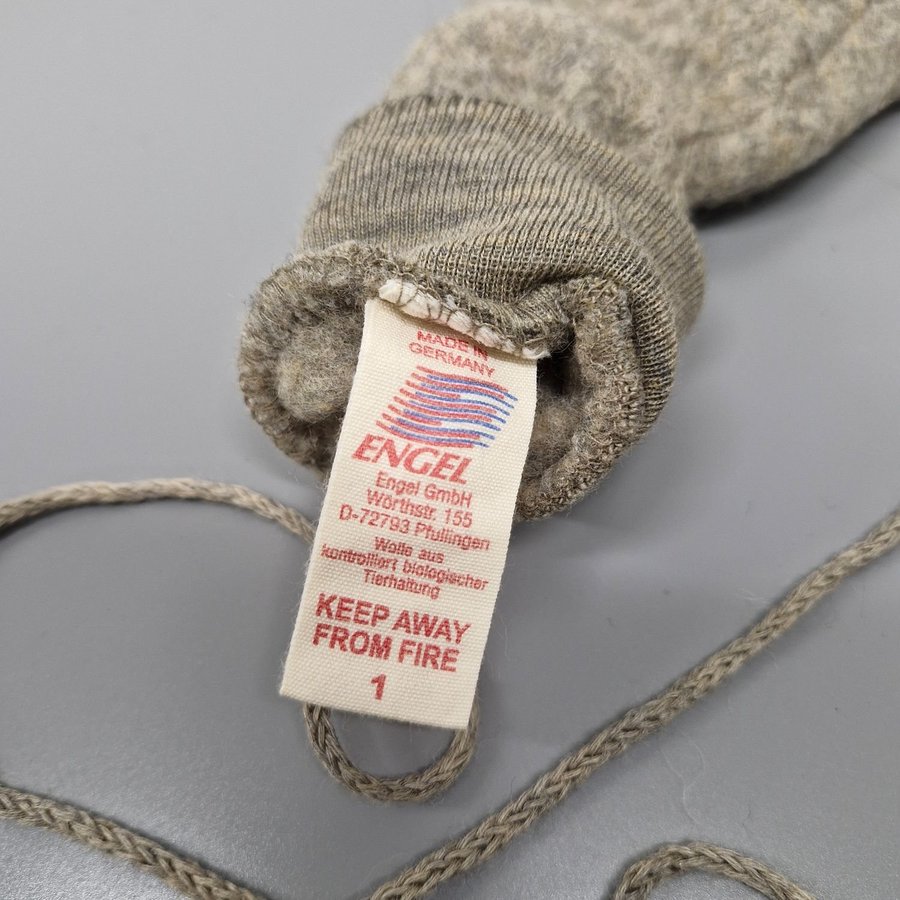 MADE IN
GERMANY
ENGEL
Engel GmbH
Wörthstr. 155
D-72793 Pfullingen
Wolle aus
kontrolliert biologischer
Tierhaltung
KEEP AWAY
FROM FIRE
1